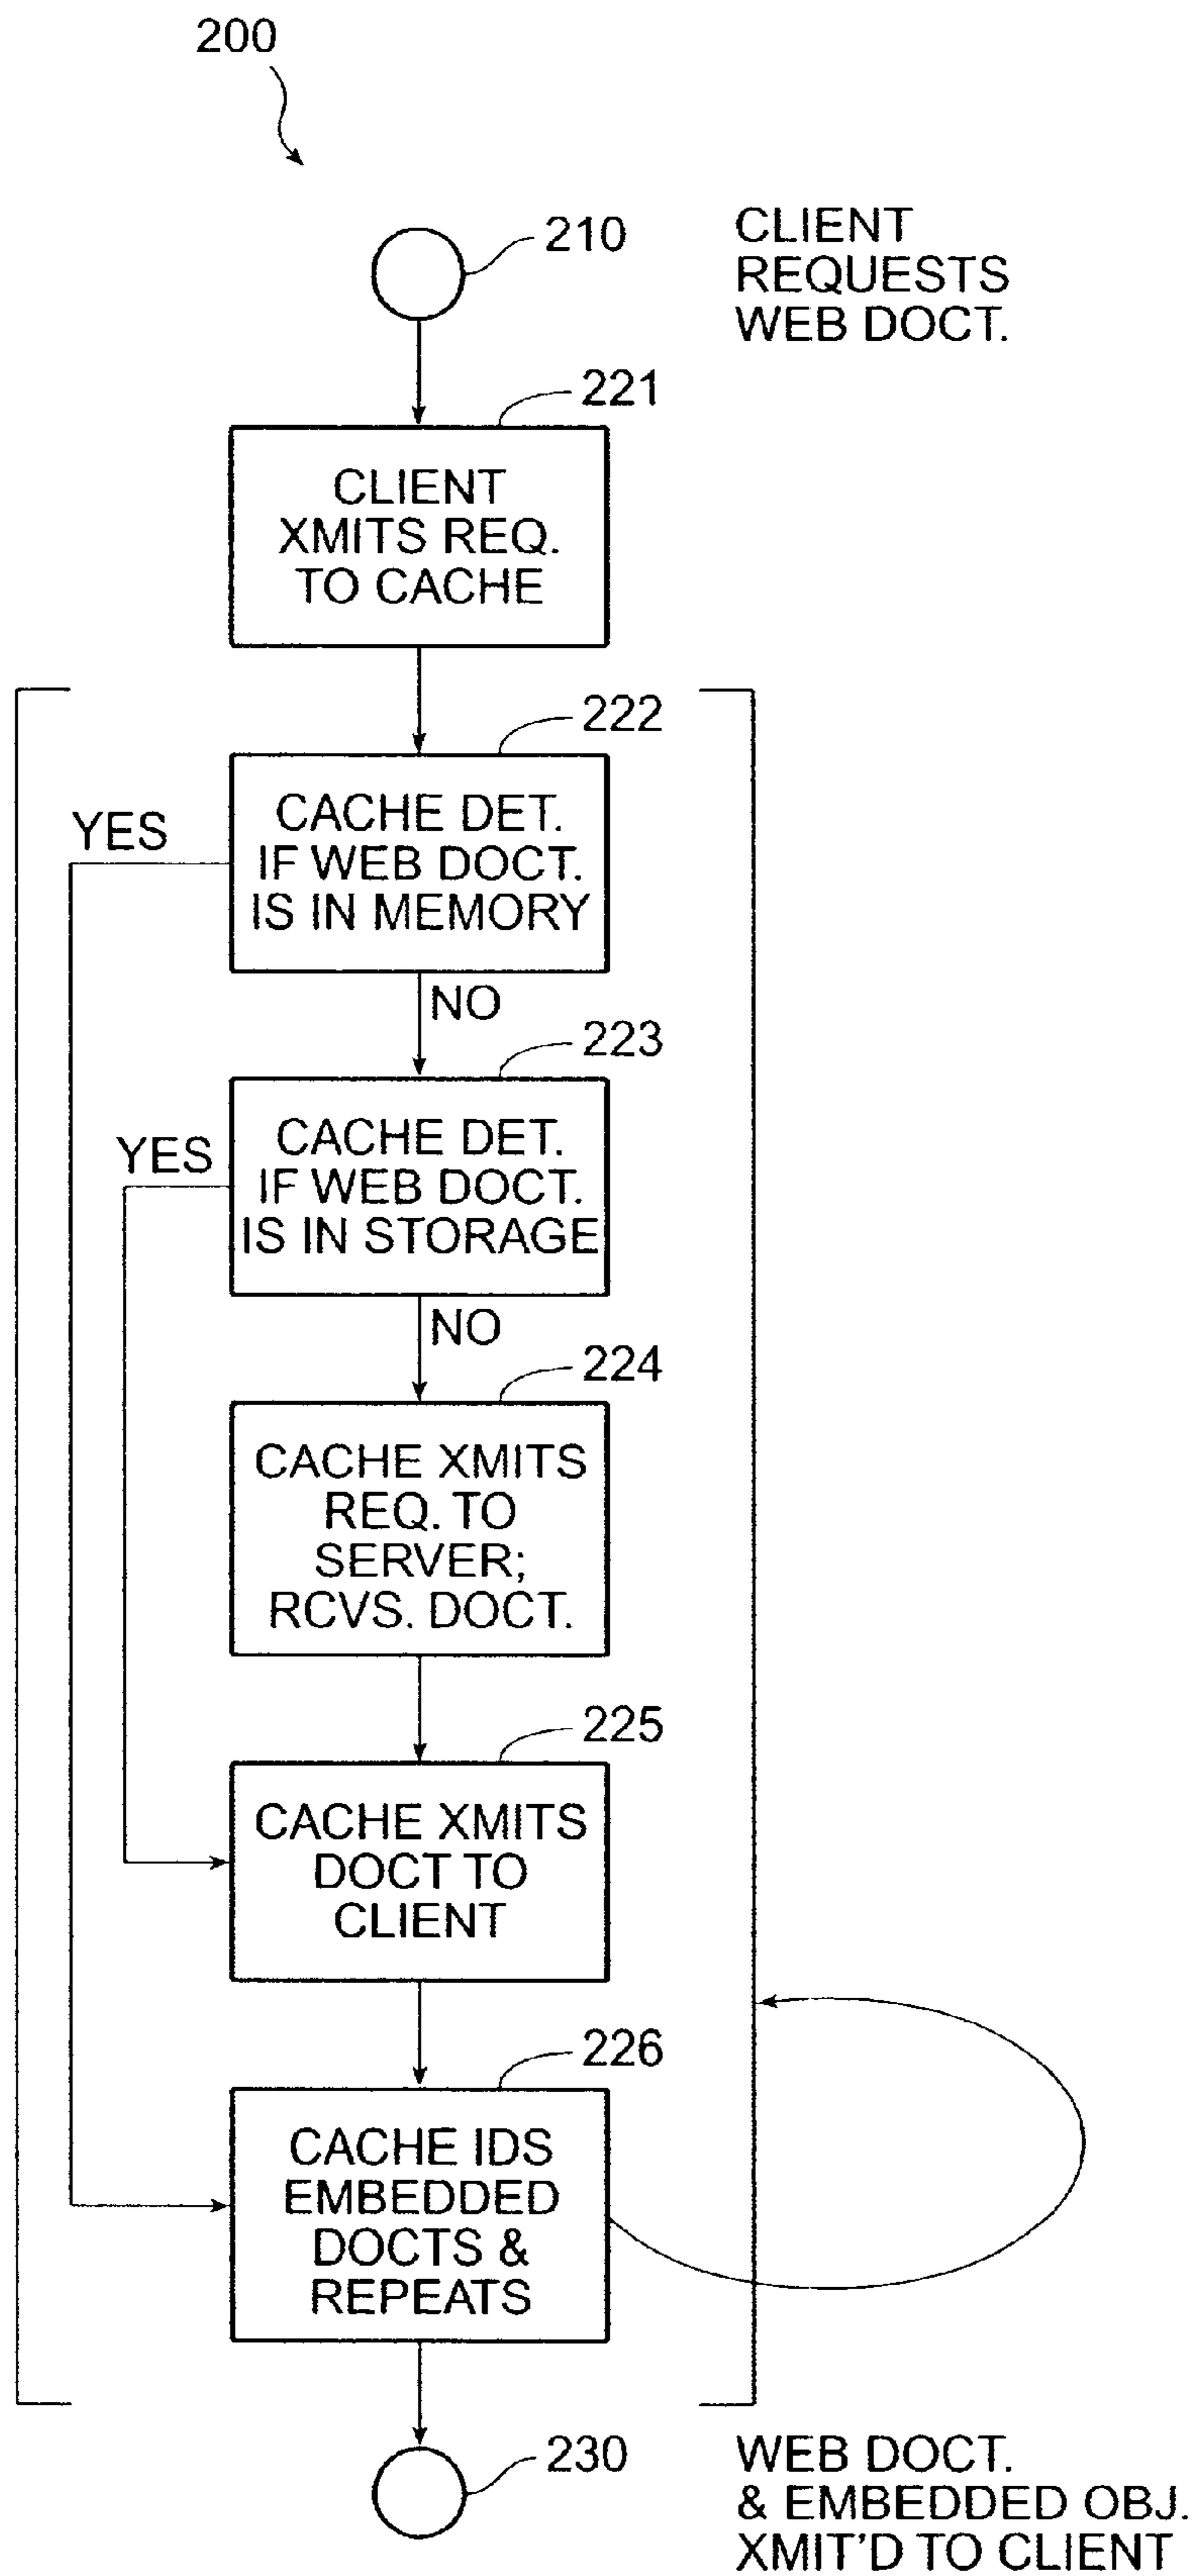 200
210
CLIENT
REQUESTS
WEB DOCT.
221
CLIENT
XMITS REQ.
TO CACHE
222
YES
CACHE DET.
IF WEB DOCT.
IS IN MEMORY
NO
223
YES
CACHE DET.
IF WEB DOCT.
IS IN STORAGE
NO
224
CACHE XMITS
REQ. TO
SERVER;
RCVS. DOCT.
225
CACHE XMITS
DOCT TO
CLIENT
226
CACHE IDS
EMBEDDED
DOCTS &
REPEATS
230
WEB DOCT.
& EMBEDDED OBJ.
XMIT'D TO CLIENT